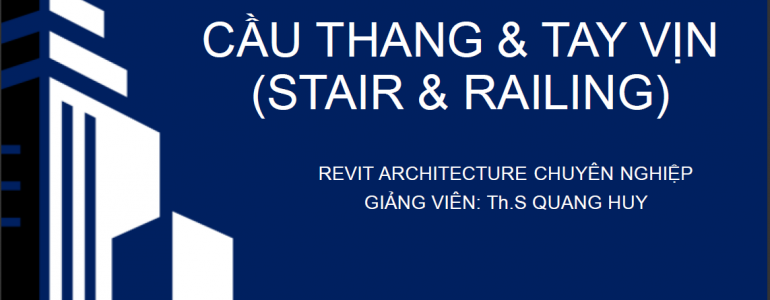 CẦU THANG & TAY VỊN
(STAIR & RAILING)
REVIT ARCHITECTURE CHUYÊN NGHIỆP
GIẢNG VIÊN: Th.S QUANG HUY